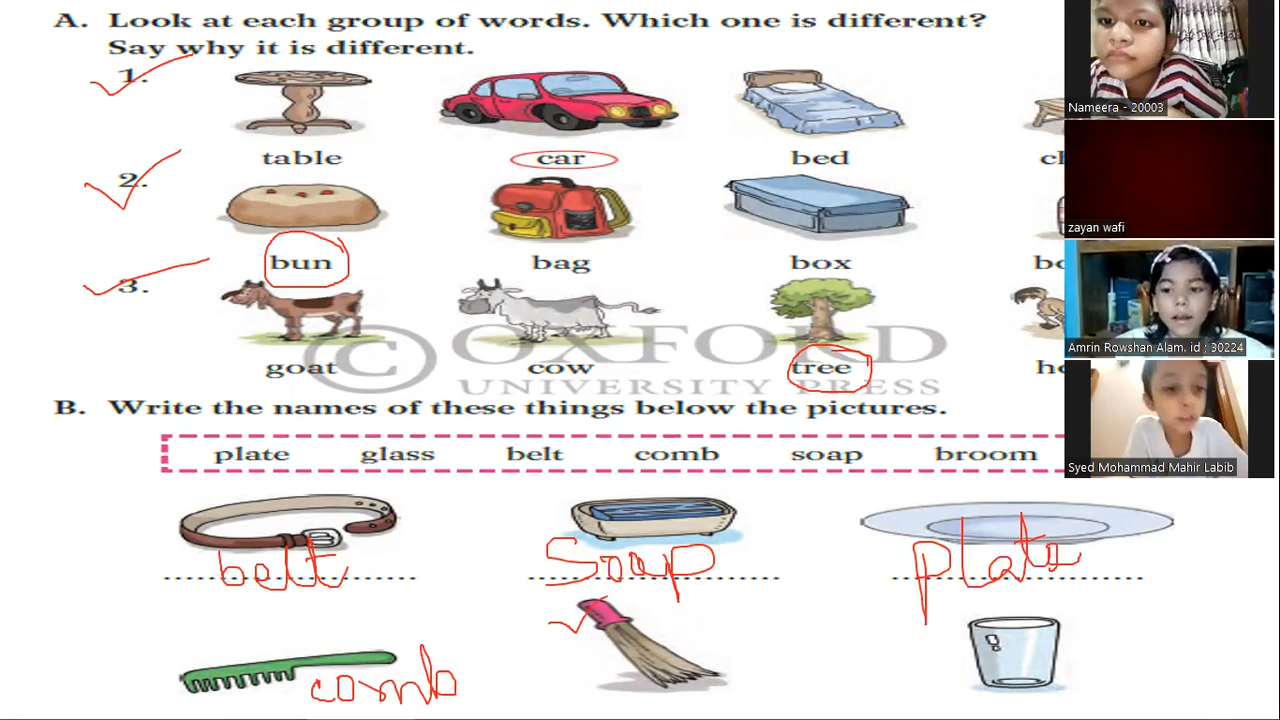 A. Look at each group of words. Which one is different?
Say why it is different.
1.
table car bed
2.
bun bag box
3.
goat cow tree
© OXFORD
UNIVERSITY PRESS
B. Write the names of these things below the pictures.
plate glass belt comb soap broom
belt Soap plate
comb
Nameera - 20003
zayan wafi
Amrin Rowshan Alam. id : 30224
Syed Mohammad Mahir Labib